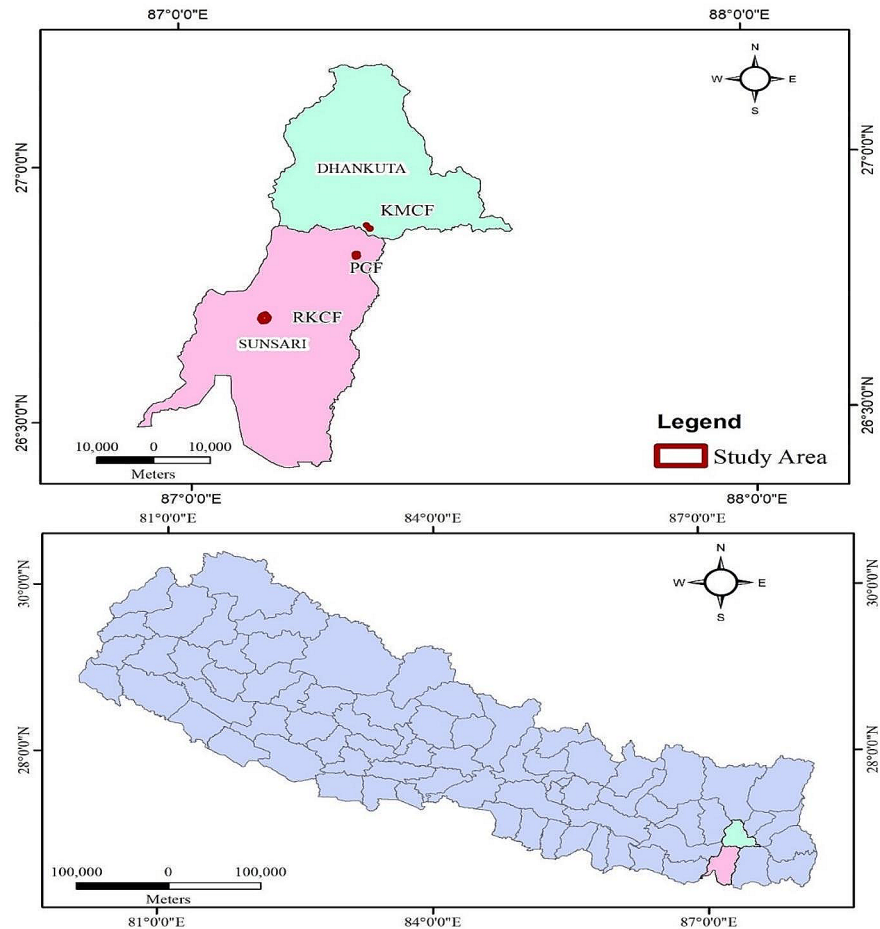 87°0'0"E 88°0'0"E
N
W E
S
27°0'0"N 27°0'0"N
DHANKUTA
KMCF
PCF
RKCF
SUNSARI
26°30'0"N 26°30'0"N
Legend
Study Area
10,000 0 10,000
Meters
87°0'0"E 88°0'0"E
81°0'0"E 84°0'0"E 87°0'0"E
N
W E
S
30°0'0"N 30°0'0"N
28°0'0"N 28°0'0"N
100,000 0 100,000
Meters
81°0'0"E 84°0'0"E 87°0'0"E